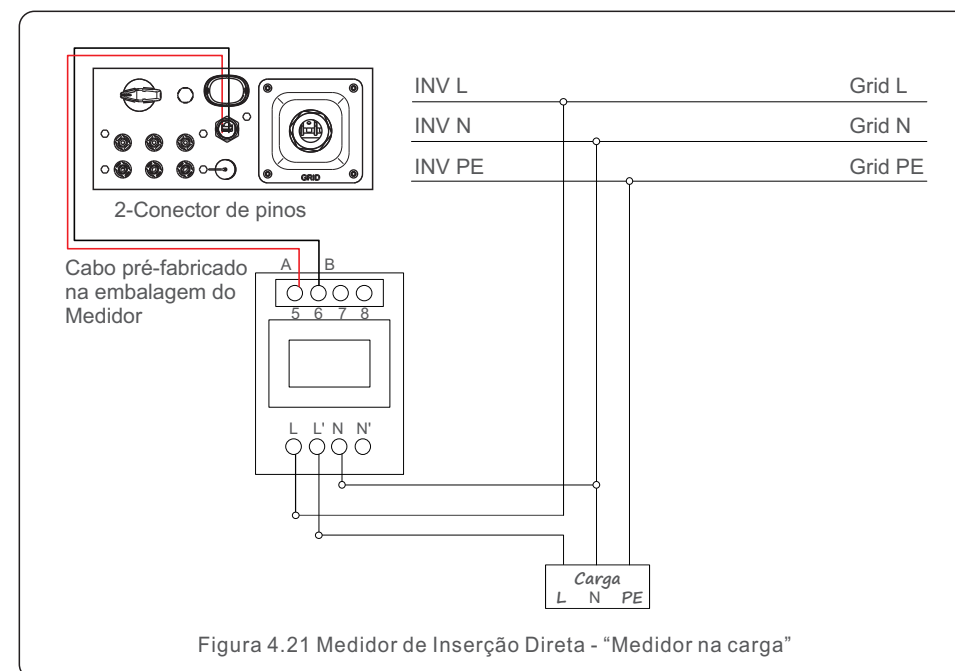 INV L Grid L
INV N Grid N
INV PE Grid PE
GRID
2-Conector de pinos
Cabo pré-fabricado
na embalagem do
Medidor
A B
5 6 7 8
L L' N N'
Carga
L N PE
Figura 4.21 Medidor de Inserção Direta - “Medidor na carga”